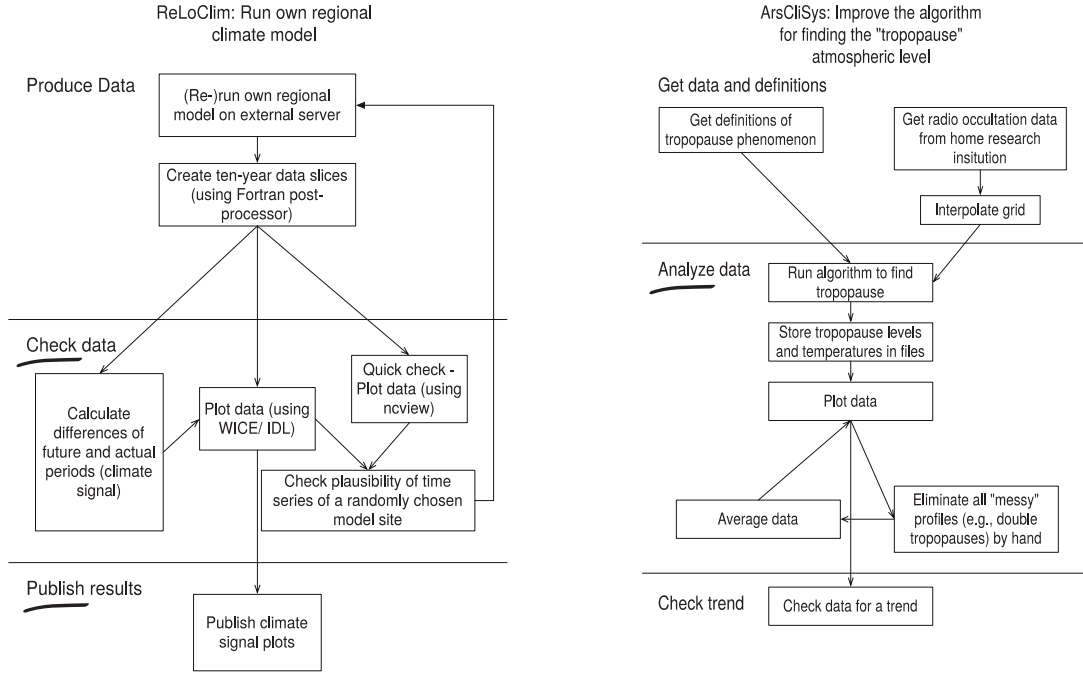 ReLoClim: Run own regional
climate model
Produce Data
(Re-)run own regional
model on external server
Create ten-year data slices
(using Fortran post-
processor)
Check data
Calculate
differences of
future and actual
periods (climate
signal)
Plot data (using
WICE/ IDL)
Quick check -
Plot data (using
ncview)
Check plausibility of time
series of a randomly chosen
model site
Publish results
Publish climate
signal plots
ArsCliSys: Improve the algorithm
for finding the "tropopause"
atmospheric level
Get data and definitions
Get definitions of
tropopause phenomenon
Get radio occultation data
from home research
insitution
Interpolate grid
Analyze data
Run algorithm to find
tropopause
Store tropopause levels
and temperatures in files
Plot data
Average data
Eliminate all "messy"
profiles (e.g., double
tropopauses) by hand
Check trend
Check data for a trend